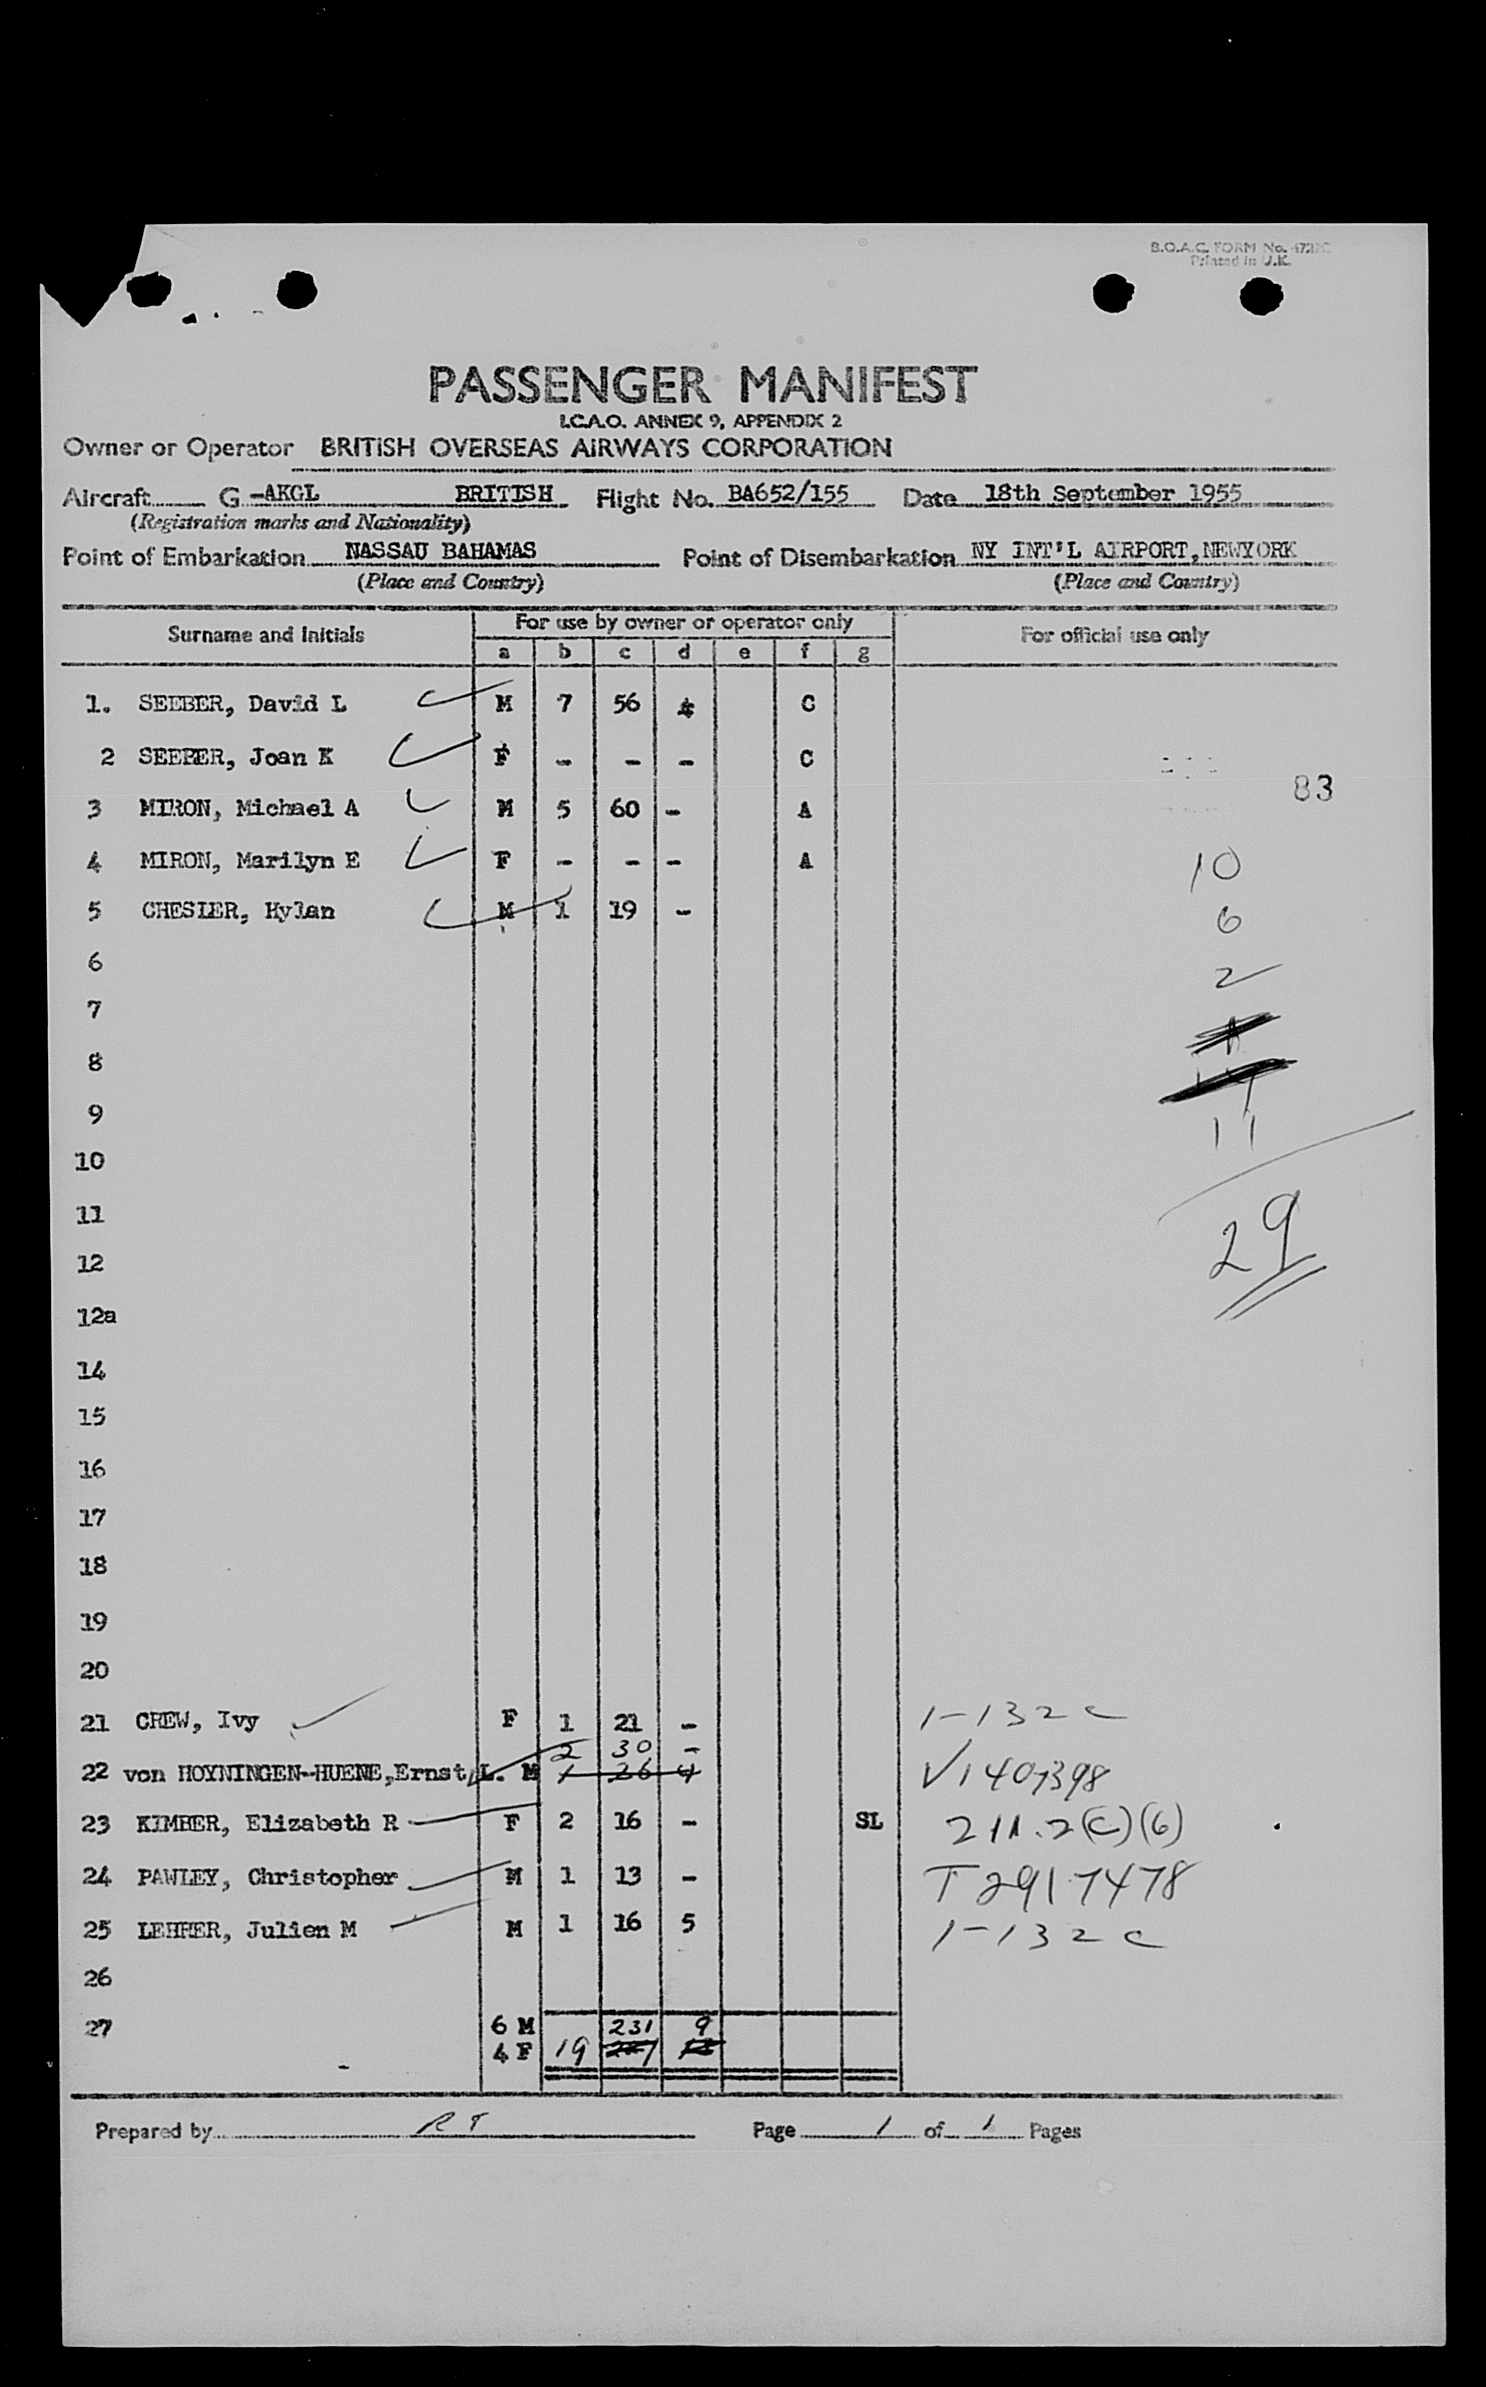 B.O.A.C. FORM No.
Printed in U.K.
PASSENGER MANIFEST
I.C.A.O. ANNEX 9, APPENDIX 2
Owner or Operator BRITISH OVERSEAS AIRWAYS CORPORATION
Aircraft G-AKGL BRITISH Flight No. BA652/155 Date 18th September 1955
(Registration marks and Nationality)
Point of Embarkation NASSAU BAHAMAS Point of Disembarkation NY INT'L AIRPORT, NEWYORK
(Place and Country) (Place and Country)
Surname and Initials For use by owner or operator only For official use only
a b c d e f g
1. SEEBER, David L M 7 56 4 C
2 SEEBER, Joan K F - - - C
83
3 MIRON, Michael A M 5 60 - A
4 MIRON, Marilyn E F - - - A 10
5 CHESLER, Hylan M 1 19 - 6
6 2
7
8
9 11
10
11
12 29
12a
14
15
16
17
18
19
20
21 CREW, Ivy F 1 21 - 1-132c
2 30 -
22 von HOYNINGEN-HUENE, Ernst L. M 1 26 4 V1407398
23 KIMBER, Elizabeth R F 2 16 - SL 211.2(c)(6)
24 PAWLEY, Christopher M 1 13 - T2917478
25 LEHRER, Julien M M 1 16 5 1-132c
26
27 6 M 231 9
4 F 19
Prepared by RT Page 1 of 1 Pages